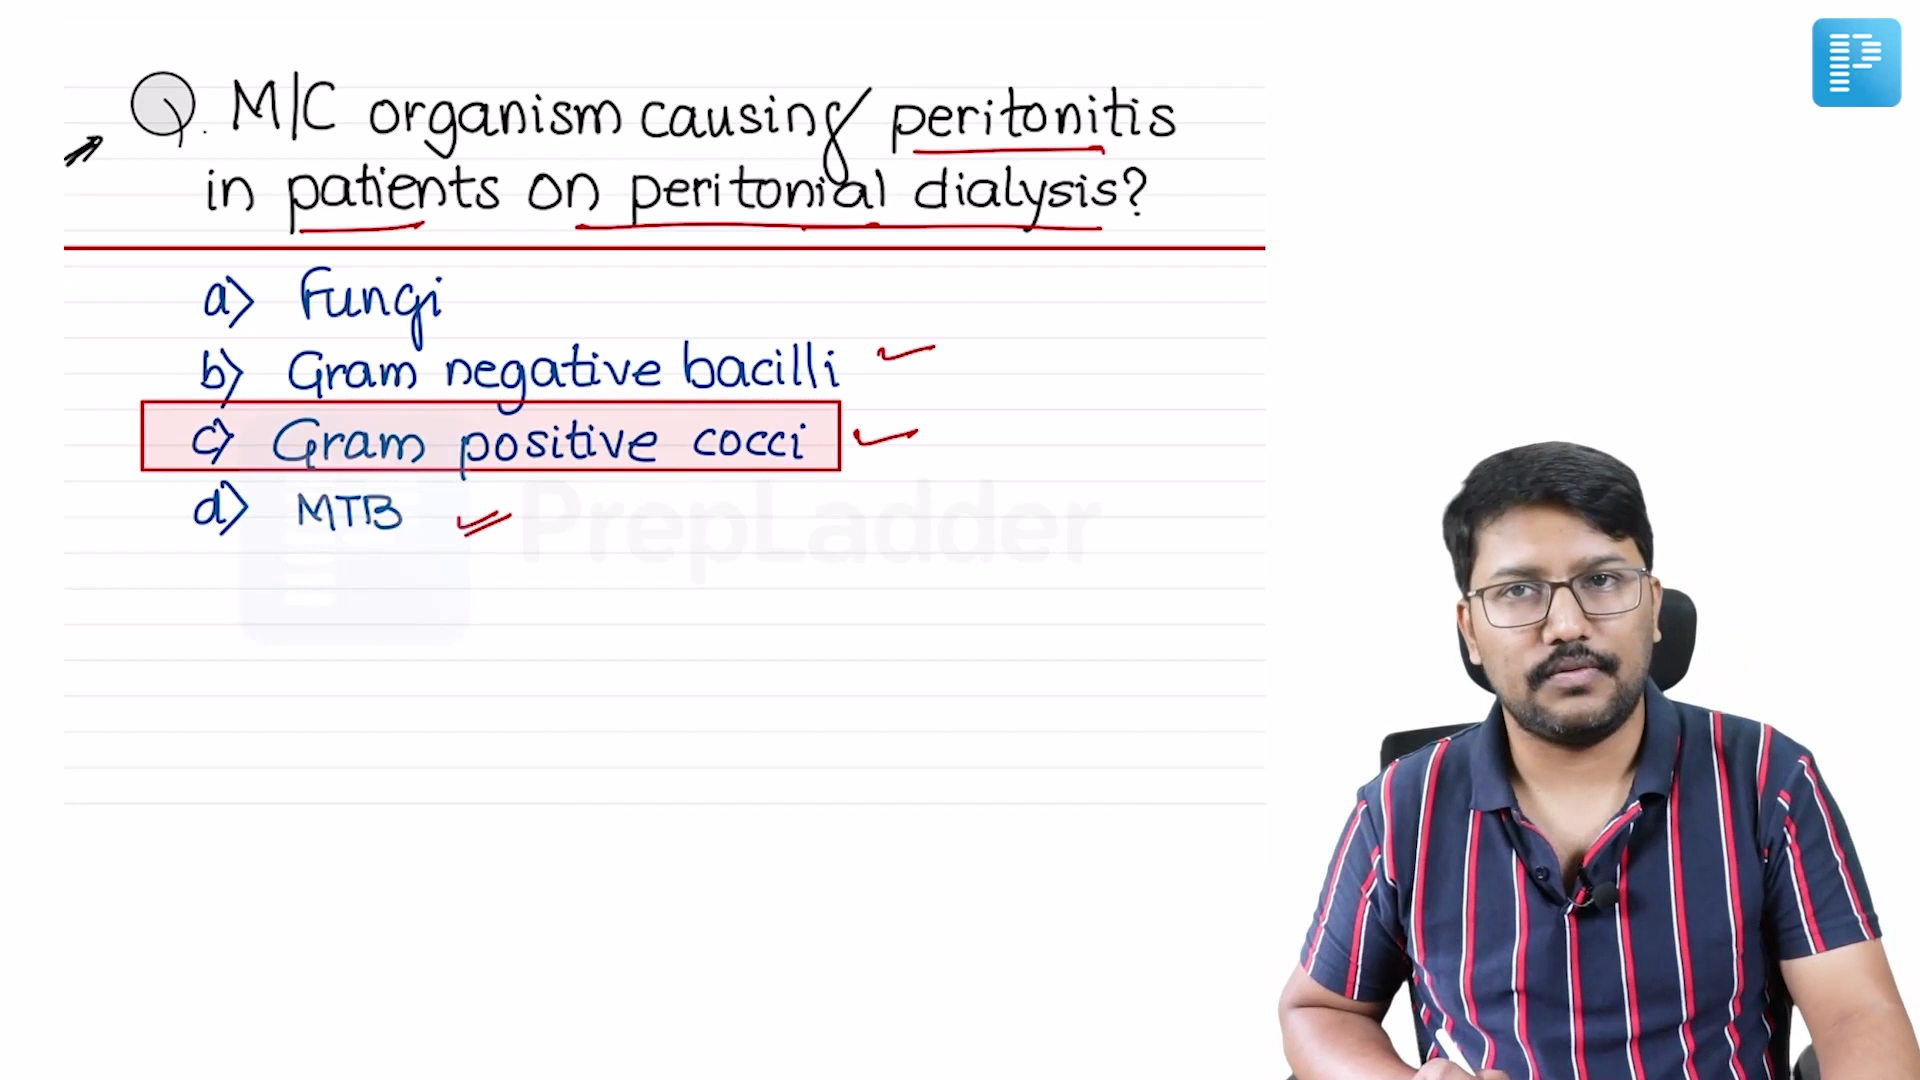 Q. M/C organism causing peritonitis
in patients on peritonial dialysis?
a) Fungi
b) Gram negative bacilli
c) Gram positive cocci
d) MTB
PrepLadder